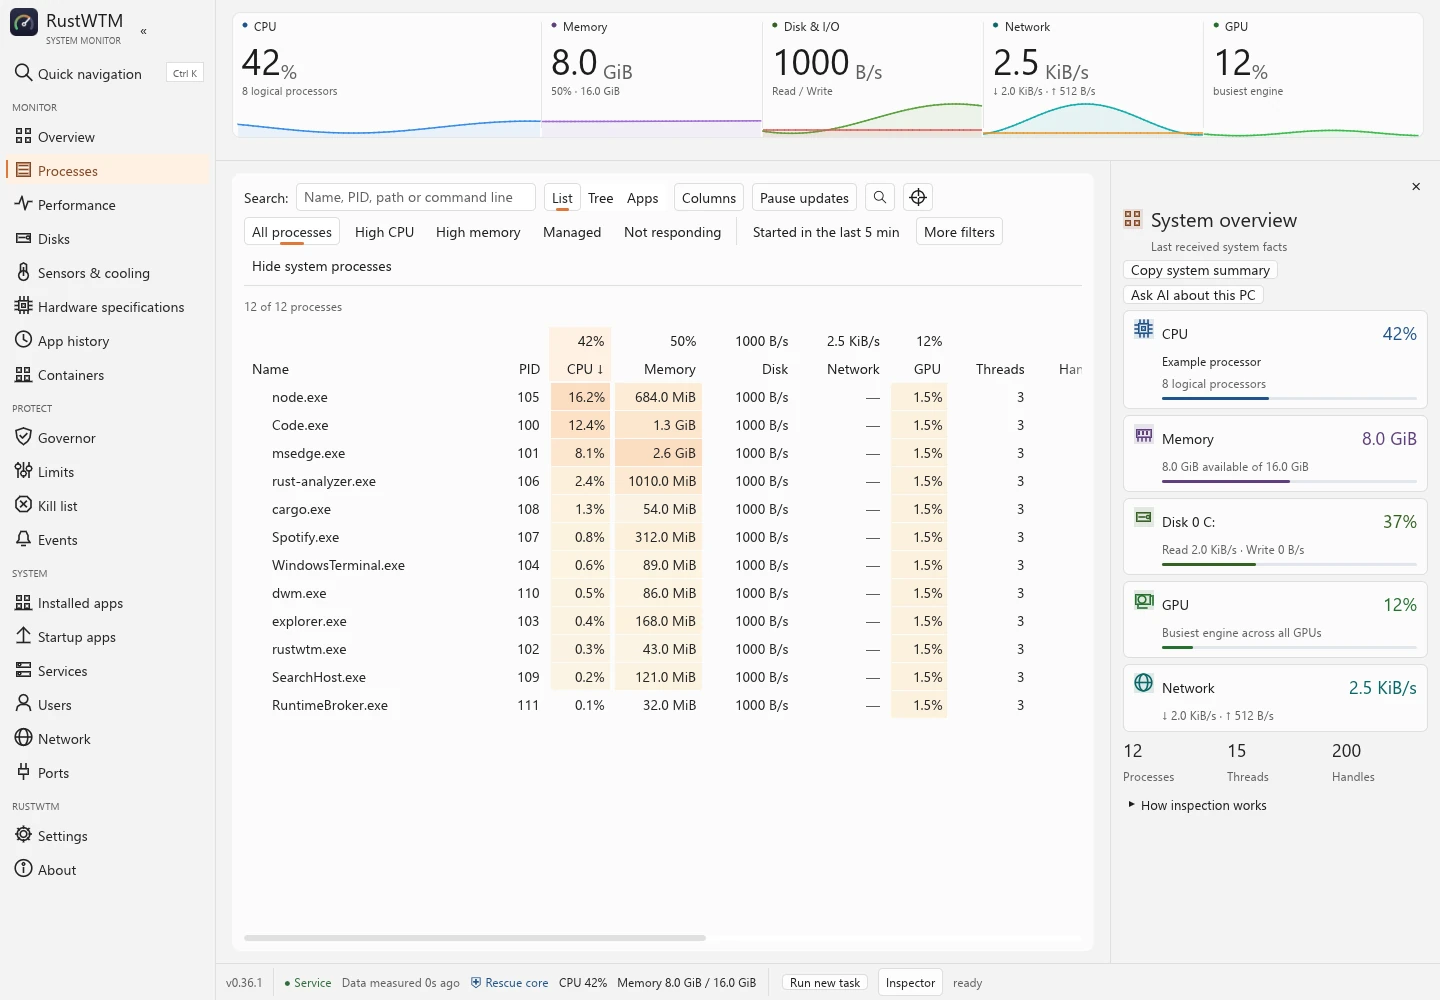 RustWTM
SYSTEM MONITOR
«
Quick navigation Ctrl K
MONITOR
Overview
Processes
Performance
Disks
Sensors & cooling
Hardware specifications
App history
Containers
PROTECT
Governor
Limits
Kill list
Events
SYSTEM
Installed apps
Startup apps
Services
Users
Network
Ports
RUSTWTM
Settings
About
CPU
42%
8 logical processors
Memory
8.0 GiB
50% · 16.0 GiB
Disk & I/O
1000 B/s
Read / Write
Network
2.5 KiB/s
↓ 2.0 KiB/s · ↑ 512 B/s
GPU
12%
busiest engine
Search: Name, PID, path or command line List Tree Apps Columns Pause updates
All processes High CPU High memory Managed Not responding Started in the last 5 min More filters
Hide system processes
12 of 12 processes
42% 50% 1000 B/s 2.5 KiB/s 12%
Name PID CPU ↓ Memory Disk Network GPU Threads Han
node.exe 105 16.2% 684.0 MiB 1000 B/s — 1.5% 3
Code.exe 100 12.4% 1.3 GiB 1000 B/s — 1.5% 3
msedge.exe 101 8.1% 2.6 GiB 1000 B/s — 1.5% 3
rust-analyzer.exe 106 2.4% 1010.0 MiB 1000 B/s — 1.5% 3
cargo.exe 108 1.3% 54.0 MiB 1000 B/s — 1.5% 3
Spotify.exe 107 0.8% 312.0 MiB 1000 B/s — 1.5% 3
WindowsTerminal.exe 104 0.6% 89.0 MiB 1000 B/s — 1.5% 3
dwm.exe 110 0.5% 86.0 MiB 1000 B/s — 1.5% 3
explorer.exe 103 0.4% 168.0 MiB 1000 B/s — 1.5% 3
rustwtm.exe 102 0.3% 43.0 MiB 1000 B/s — 1.5% 3
SearchHost.exe 109 0.2% 121.0 MiB 1000 B/s — 1.5% 3
RuntimeBroker.exe 111 0.1% 32.0 MiB 1000 B/s — 1.5% 3
×
System overview
Last received system facts
Copy system summary
Ask AI about this PC
CPU 42%
Example processor
8 logical processors
Memory 8.0 GiB
8.0 GiB available of 16.0 GiB
Disk 0 C: 37%
Read 2.0 KiB/s · Write 0 B/s
GPU 12%
Busiest engine across all GPUs
Network 2.5 KiB/s
↓ 2.0 KiB/s · ↑ 512 B/s
12 15 200
Processes Threads Handles
How inspection works
v0.36.1 Service Data measured 0s ago Rescue core CPU 42% Memory 8.0 GiB / 16.0 GiB Run new task Inspector ready